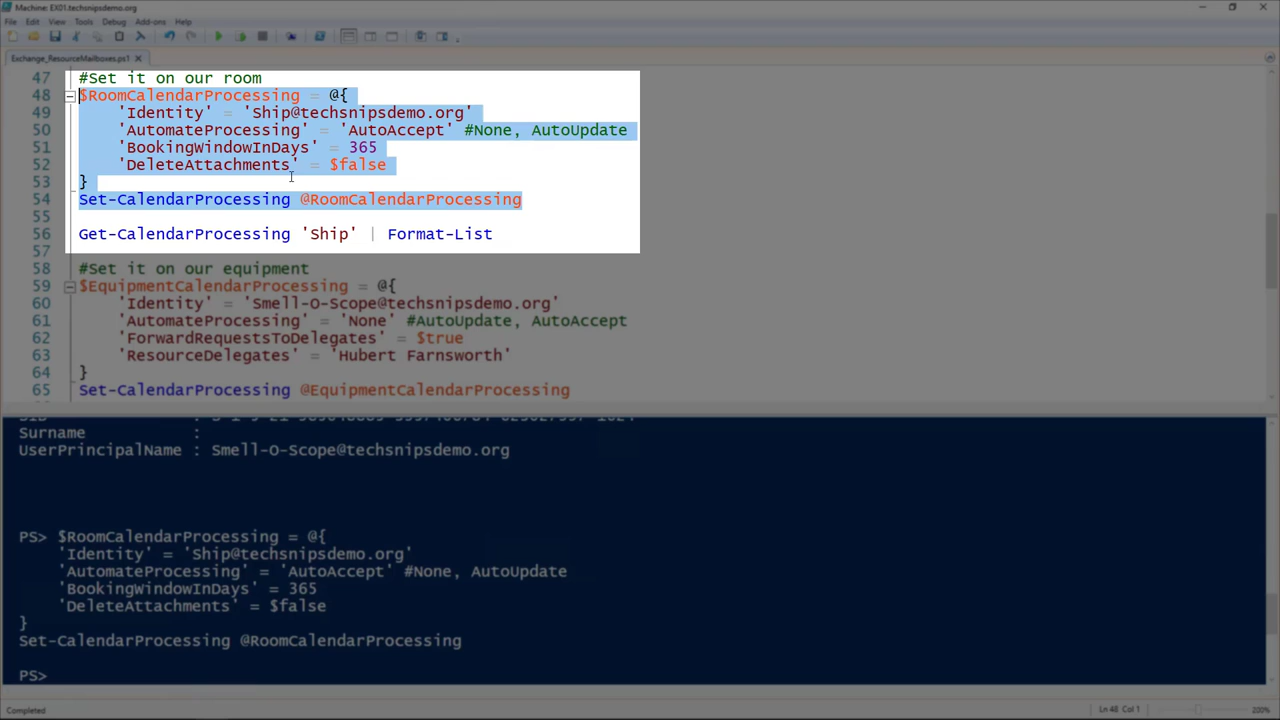 Machine: EX01.techsnipsdemo.org
File Edit View Tools Debug Add-ons Help
Exchange_ResourceMailboxes.ps1 X
47 #Set it on our room
48 $RoomCalendarProcessing = @{
49 'Identity' = 'Ship@techsnipsdemo.org'
50 'AutomateProcessing' = 'AutoAccept' #None, AutoUpdate
51 'BookingWindowInDays' = 365
52 'DeleteAttachments' = $false
53 }
54 Set-CalendarProcessing @RoomCalendarProcessing
55
56 Get-CalendarProcessing 'Ship' | Format-List
57
58 #Set it on our equipment
59 $EquipmentCalendarProcessing = @{
60 'Identity' = 'Smell-O-Scope@techsnipsdemo.org'
61 'AutomateProcessing' = 'None' #AutoUpdate, AutoAccept
62 'ForwardRequestsToDelegates' = $true
63 'ResourceDelegates' = 'Hubert Farnsworth'
64 }
65 Set-CalendarProcessing @EquipmentCalendarProcessing
Surname :
UserPrincipalName : Smell-O-Scope@techsnipsdemo.org
PS> $RoomCalendarProcessing = @{
'Identity' = 'Ship@techsnipsdemo.org'
'AutomateProcessing' = 'AutoAccept' #None, AutoUpdate
'BookingWindowInDays' = 365
'DeleteAttachments' = $false
}
Set-CalendarProcessing @RoomCalendarProcessing
PS>
Completed
Ln 48 Col 1
200%